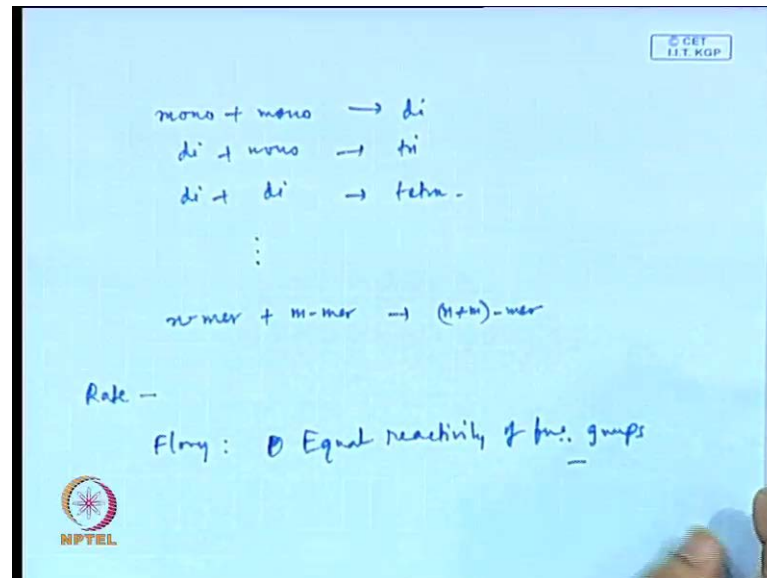 © CET
I.I.T. KGP
mono + mono → di
di + mono → tri
di + di → tetra-
⋮
n-mer + m-mer → (n+m)-mer
Rate -
Flory: ① Equal reactivity of func. groups
NPTEL